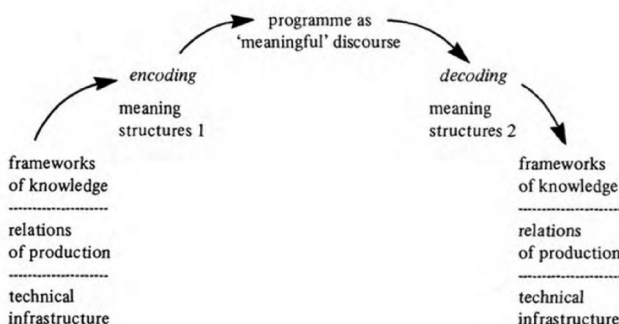 programme as
‘meaningful’ discourse
encoding
meaning
structures 1
decoding
meaning
structures 2
frameworks
of knowledge
relations
of production
technical
infrastructure
frameworks
of knowledge
relations
of production
technical
infrastructure